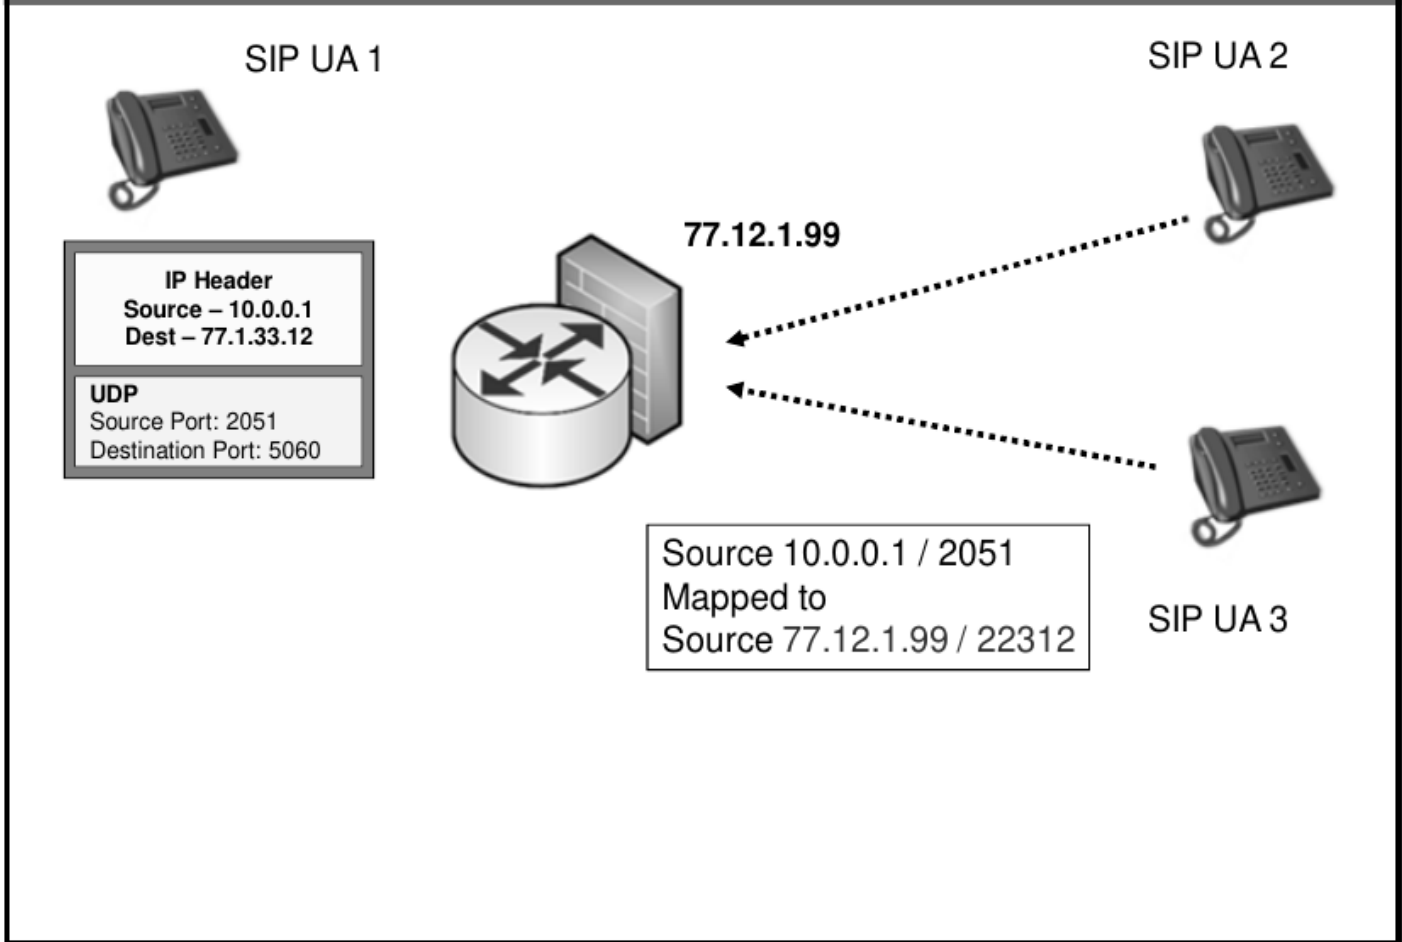 SIP UA 1
SIP UA 2
77.12.1.99
IP Header
Source – 10.0.0.1
Dest – 77.1.33.12
UDP
Source Port: 2051
Destination Port: 5060
Source 10.0.0.1 / 2051
Mapped to
Source 77.12.1.99 / 22312
SIP UA 3